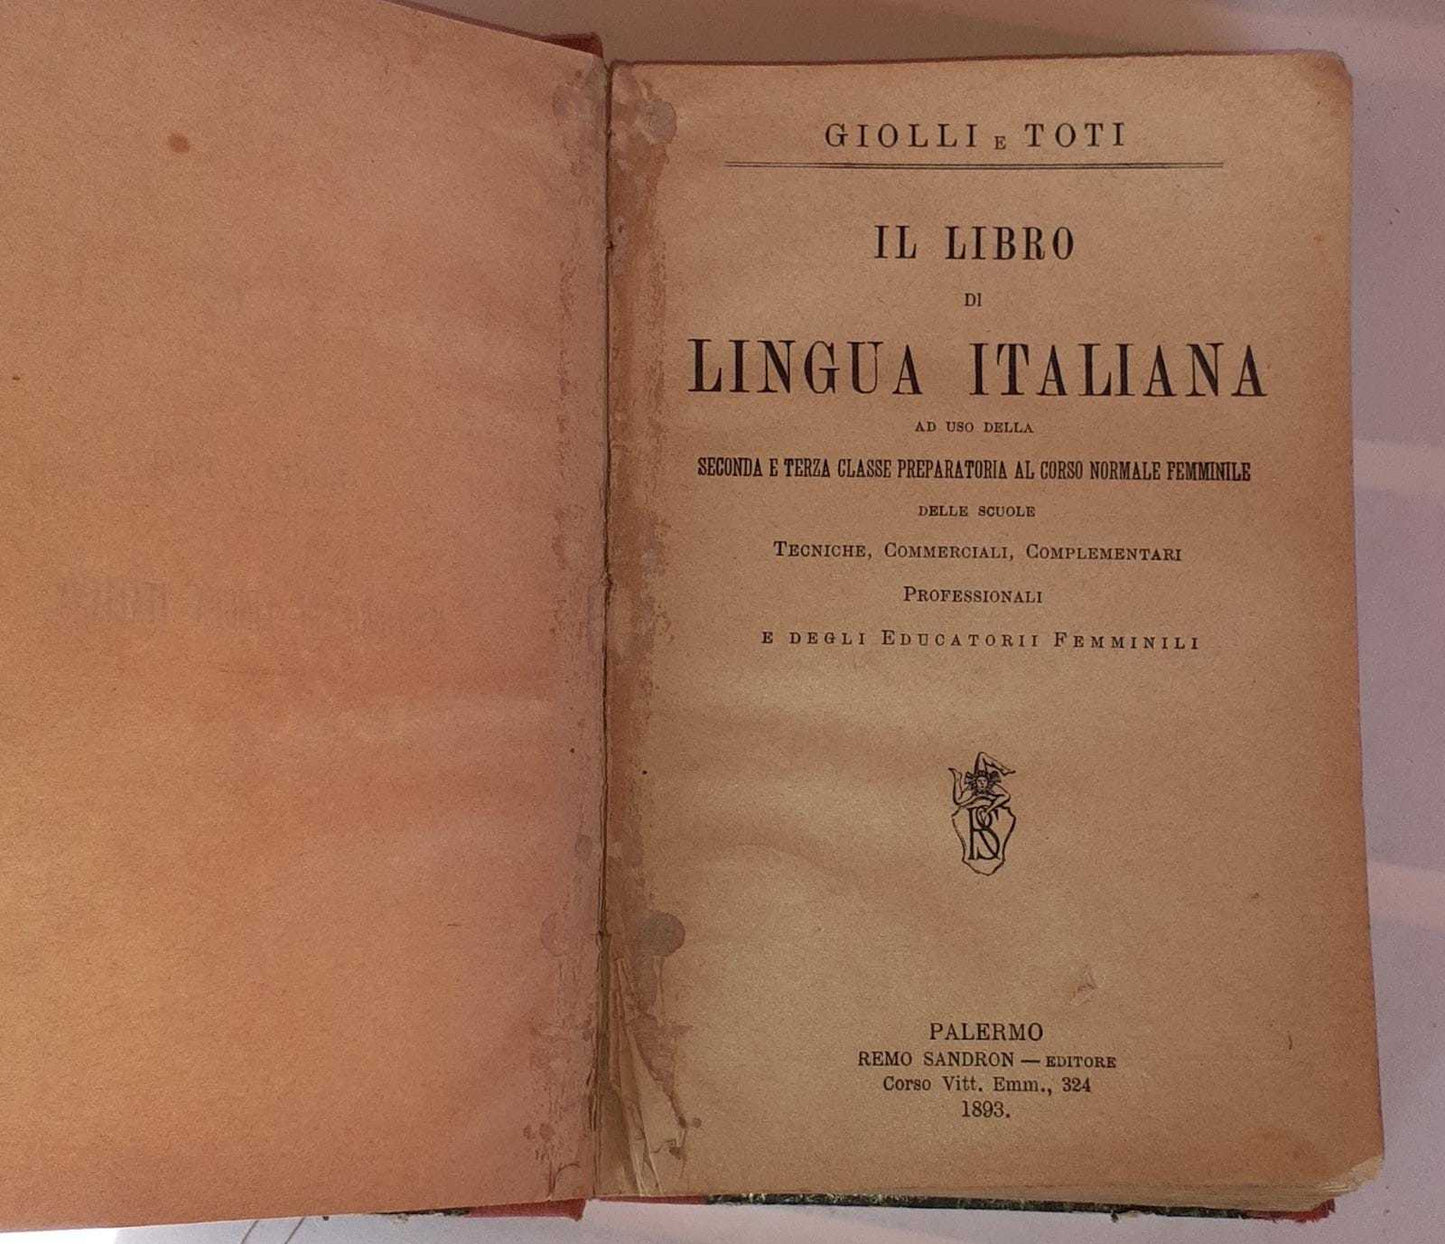 GIOLLI E TOTI
IL LIBRO
DI
LINGUA ITALIANA
AD USO DELLA
SECONDA E TERZA CLASSE PREPARATORIA AL CORSO NORMALE FEMMINILE
DELLE SCUOLE
TECNICHE, COMMERCIALI, COMPLEMENTARI
PROFESSIONALI
E DEGLI EDUCATORII FEMMINILI
RS
PALERMO
REMO SANDRON — EDITORE
Corso Vitt. Emm., 324
1893.